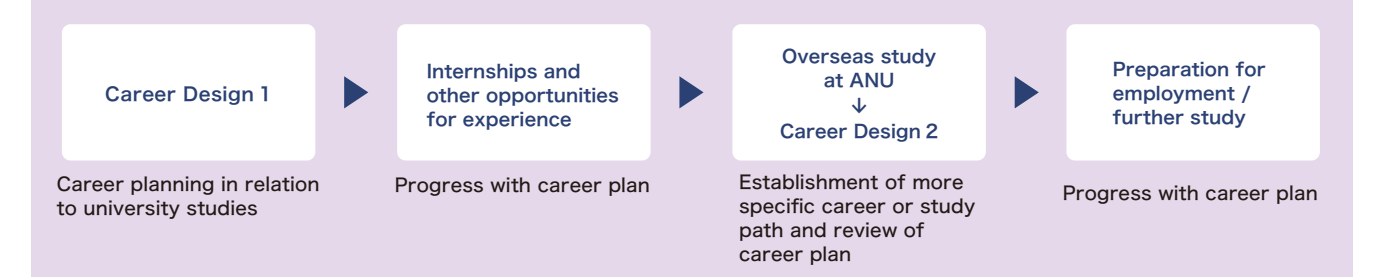 Career Design 1
Career planning in relation
to university studies
Internships and
other opportunities
for experience
Progress with career plan
Overseas study
at ANU
↓
Career Design 2
Establishment of more
specific career or study
path and review of
career plan
Preparation for
employment /
further study
Progress with career plan